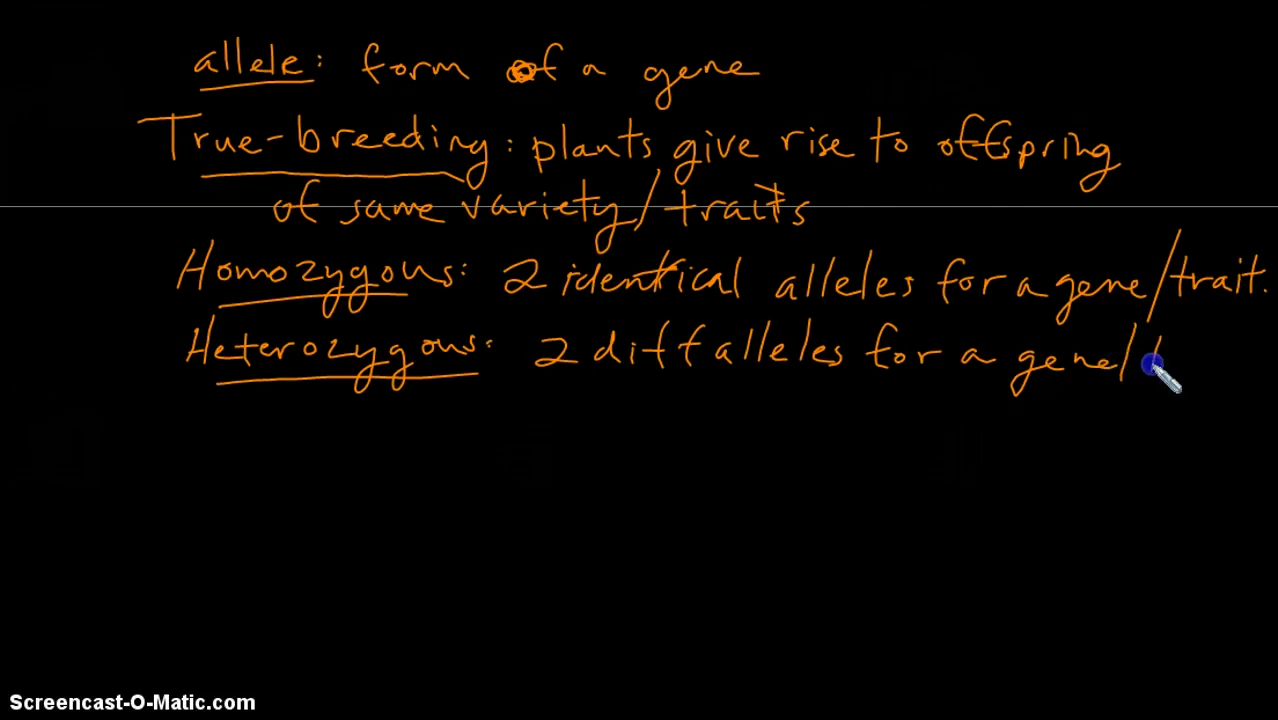 allele: form of a gene
True-breeding: plants give rise to offspring
of same variety/traits
Homozygous: 2 identical alleles for a gene/trait.
Heterozygous: 2 diff alleles for a gene/
Screencast-O-Matic.com